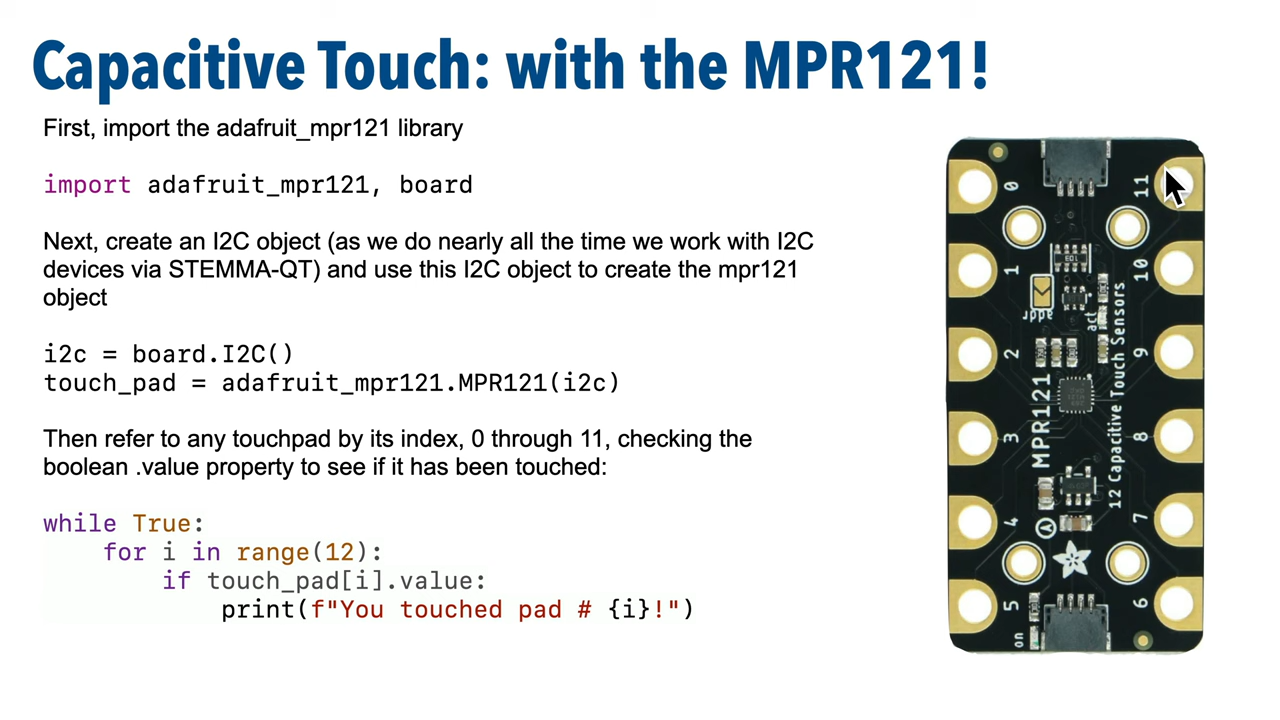 Capacitive Touch: with the MPR121!
First, import the adafruit_mpr121 library
import adafruit_mpr121, board
Next, create an I2C object (as we do nearly all the time we work with I2C
devices via STEMMA-QT) and use this I2C object to create the mpr121
object
i2c = board.I2C()
touch_pad = adafruit_mpr121.MPR121(i2c)
Then refer to any touchpad by its index, 0 through 11, checking the
boolean .value property to see if it has been touched:
while True:
    for i in range(12):
        if touch_pad[i].value:
            print(f"You touched pad # {i}!")
0
1
2
3
4
5
on
addr
act
MPR121
12 Capacitive Touch Sensors
11
10
9
8
7
6